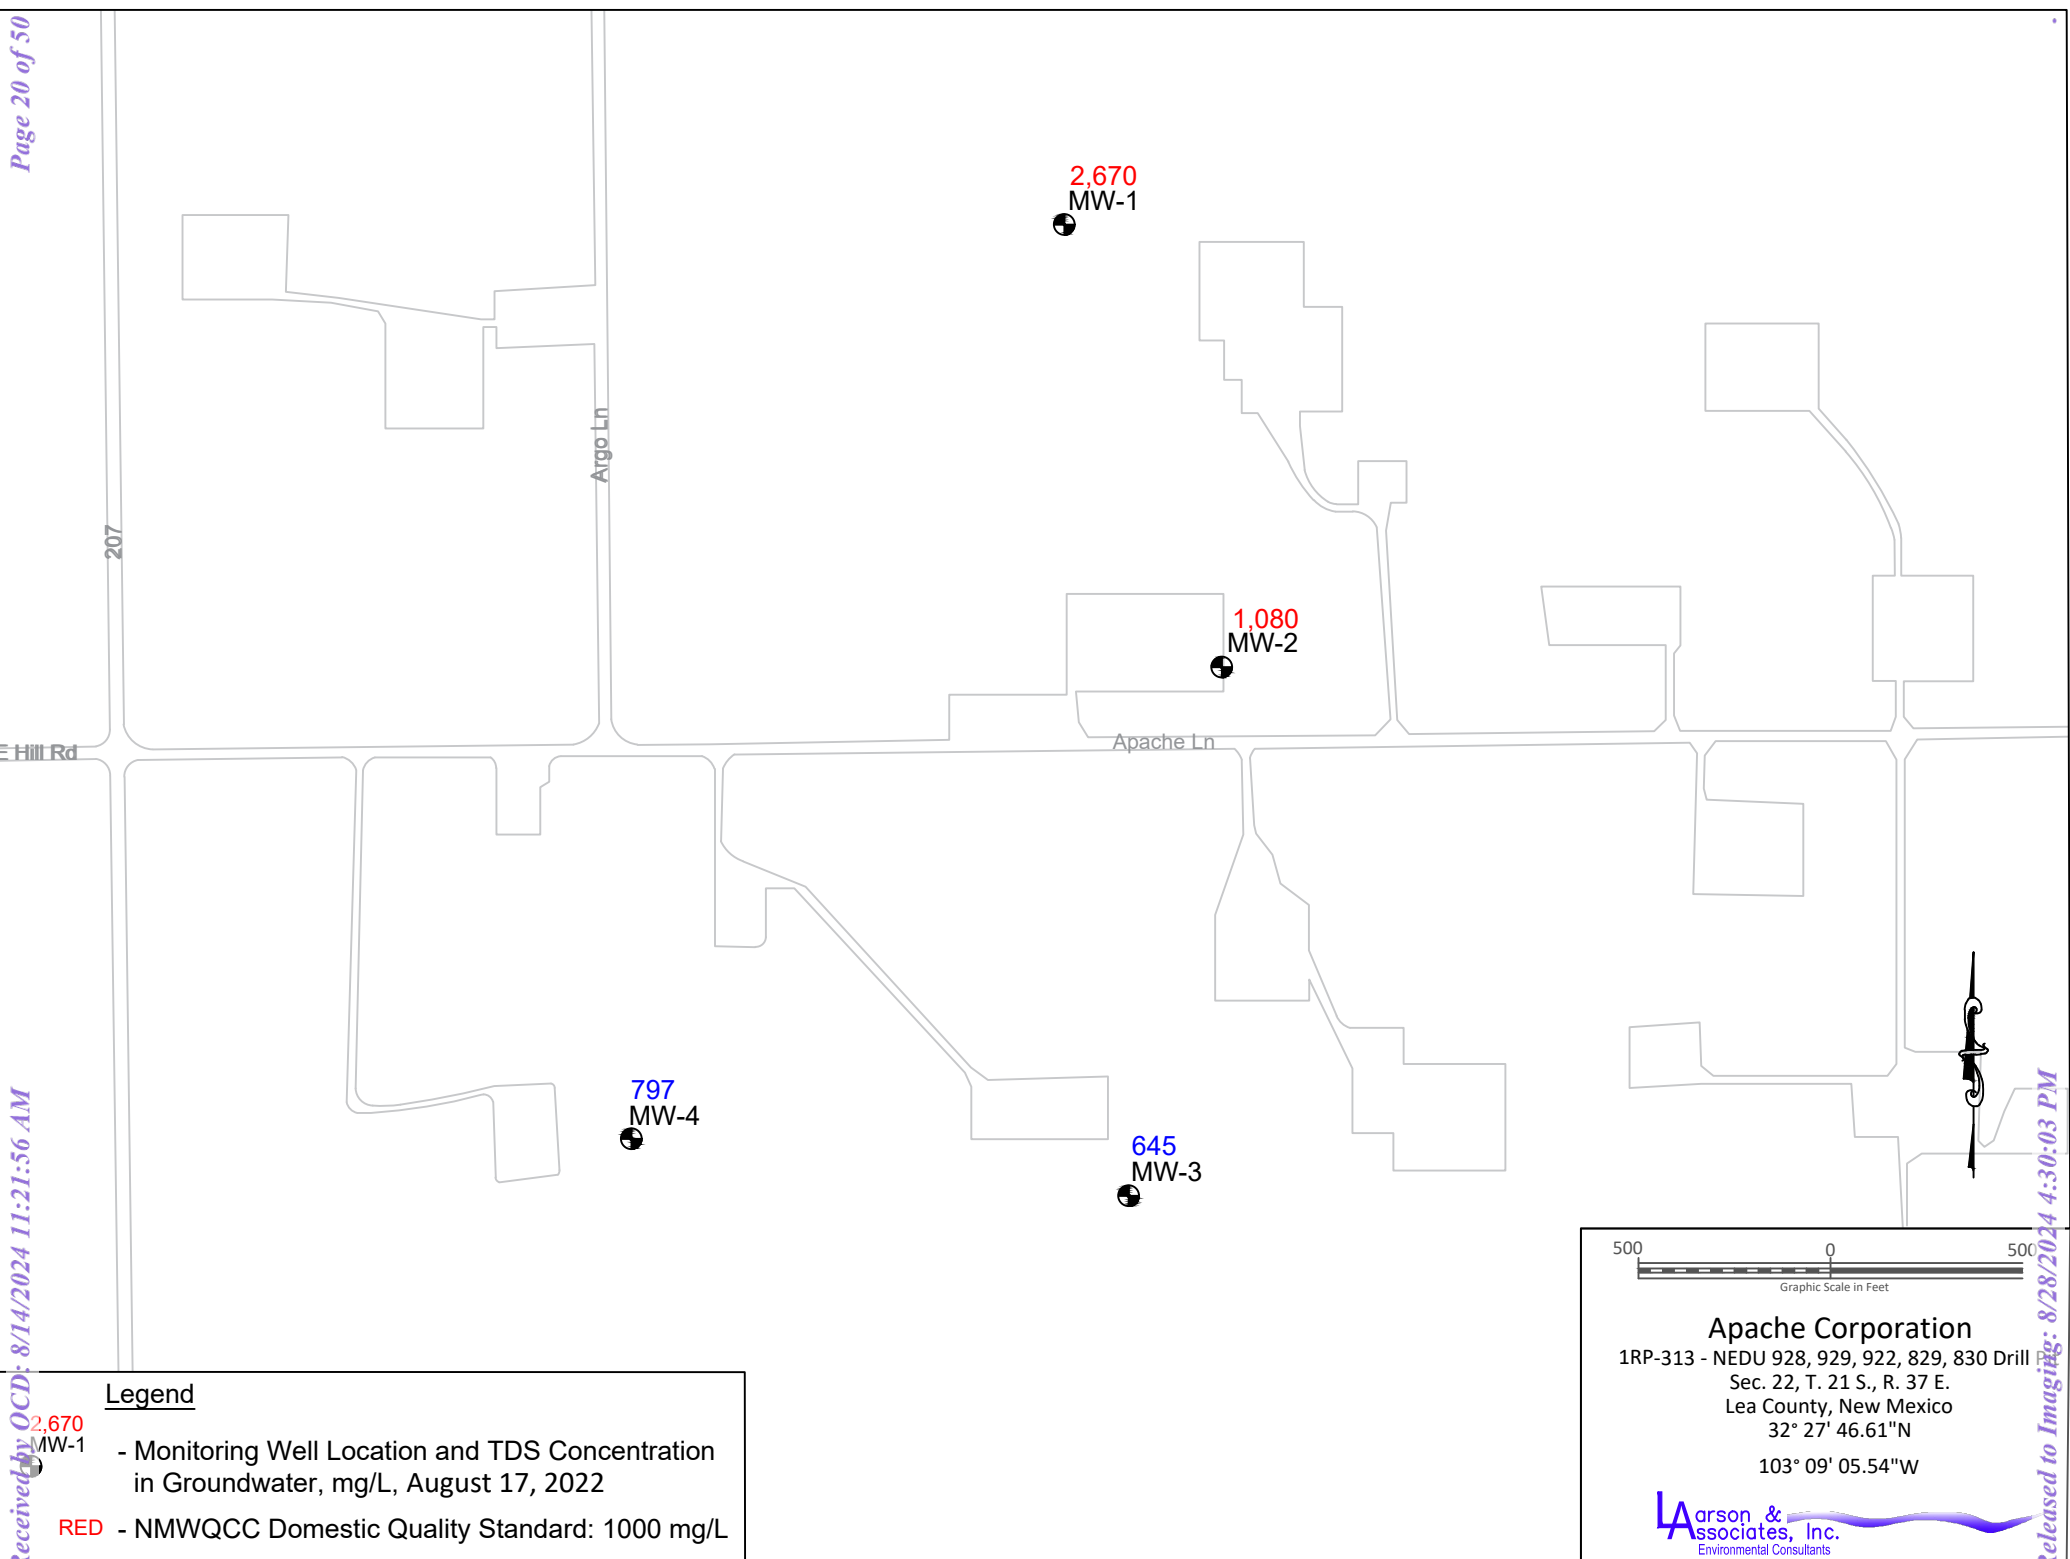 Page 20 of 50
2,670
MW-1
Argo Ln
207
1,080
MW-2
E Hill Rd
Apache Ln
797
MW-4
645
MW-3
Received by OCD: 8/14/2024 11:21:56 AM
Released to Imaging: 8/28/2024 4:30:03 PM
500 0 500
Graphic Scale in Feet
Apache Corporation
1RP-313 - NEDU 928, 929, 922, 829, 830 Drill
Sec. 22, T. 21 S., R. 37 E.
Lea County, New Mexico
32° 27' 46.61"N
103° 09' 05.54"W
Larson &
Associates, Inc.
Environmental Consultants
Legend
2,670
MW-1
- Monitoring Well Location and TDS Concentration
in Groundwater, mg/L, August 17, 2022
RED - NMWQCC Domestic Quality Standard: 1000 mg/L